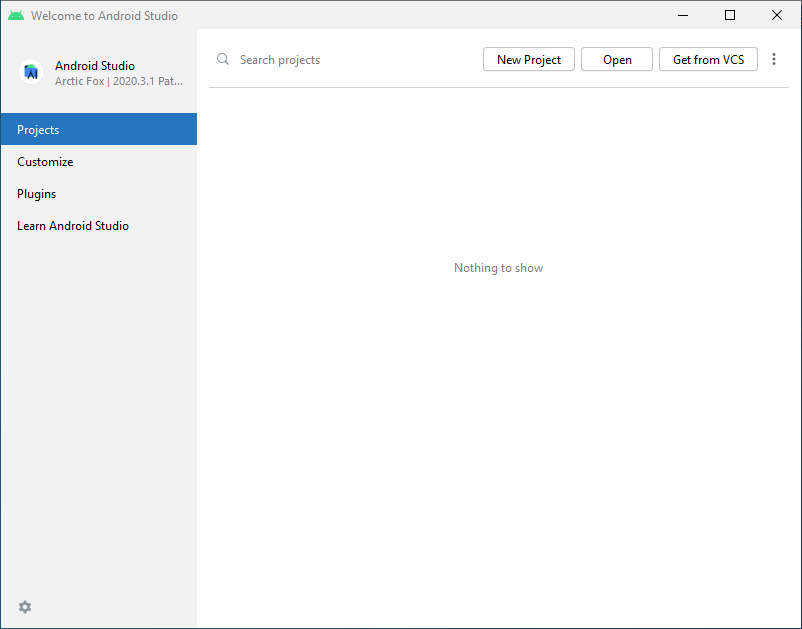 Welcome to Android Studio
Android Studio
Arctic Fox | 2020.3.1 Pat...
Search projects
New Project
Open
Get from VCS
Projects
Customize
Plugins
Learn Android Studio
Nothing to show